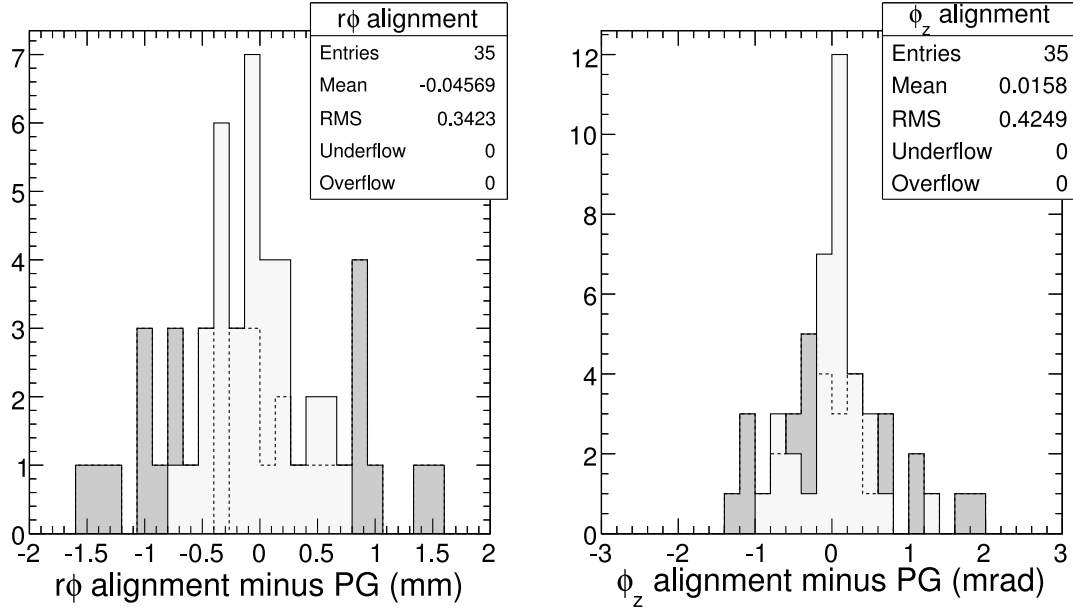 rϕ alignment
Entries 35
Mean -0.04569
RMS 0.3423
Underflow 0
Overflow 0
7
6
5
4
3
2
1
0
-2 -1.5 -1 -0.5 0 0.5 1 1.5 2
rϕ alignment minus PG (mm)
ϕz alignment
Entries 35
Mean 0.0158
RMS 0.4249
Underflow 0
Overflow 0
12
10
8
6
4
2
0
-3 -2 -1 0 1 2 3
ϕz alignment minus PG (mrad)